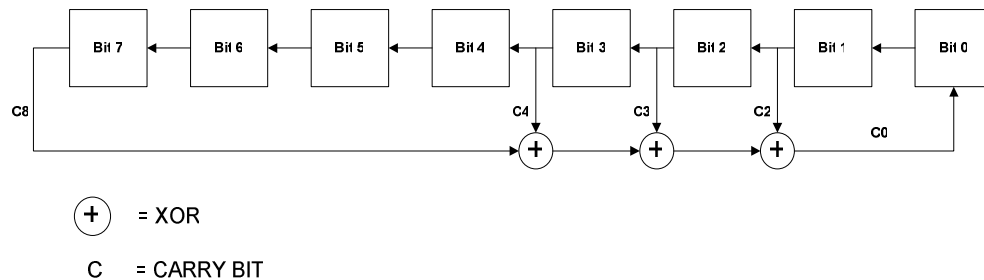 Bit 7 Bit 6 Bit 5 Bit 4 Bit 3 Bit 2 Bit 1 Bit 0
C8 C4 C3 C2 C0
+ + +
+ = XOR
C = CARRY BIT